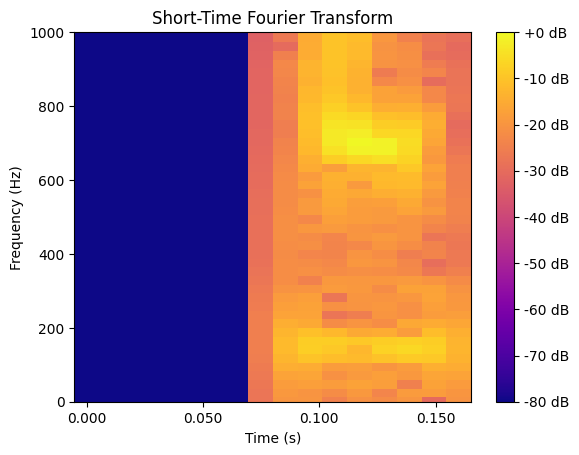 Short-Time Fourier Transform
1000
800
600
400
200
0
Frequency (Hz)
0.000
0.050
0.100
0.150
Time (s)
+0 dB
-10 dB
-20 dB
-30 dB
-40 dB
-50 dB
-60 dB
-70 dB
-80 dB